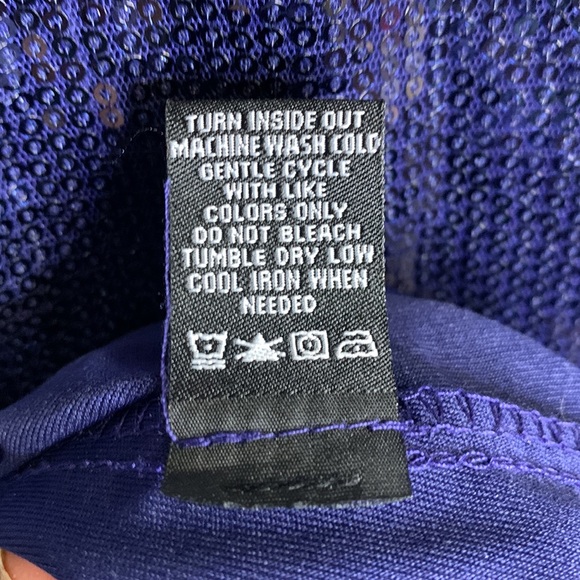 TURN INSIDE OUT
MACHINE WASH COLD
GENTLE CYCLE
WITH LIKE
COLORS ONLY
DO NOT BLEACH
TUMBLE DRY LOW
COOL IRON WHEN
NEEDED